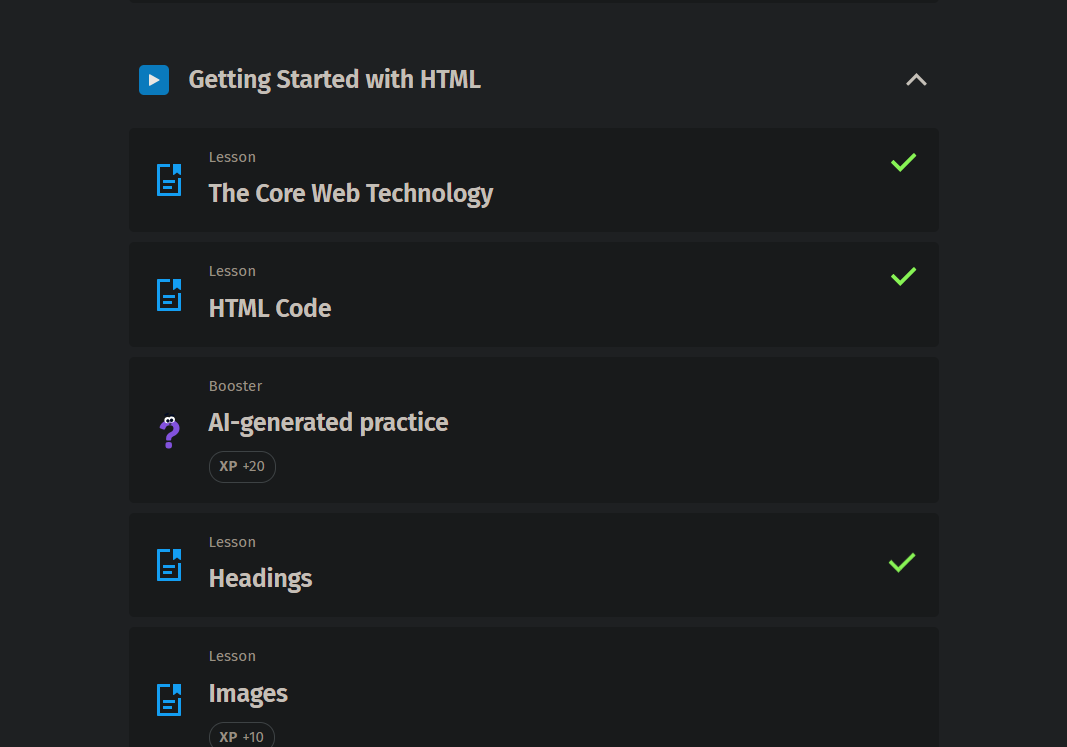 Getting Started with HTML
Lesson
The Core Web Technology
Lesson
HTML Code
Booster
AI-generated practice
XP +20
Lesson
Headings
Lesson
Images
XP +10